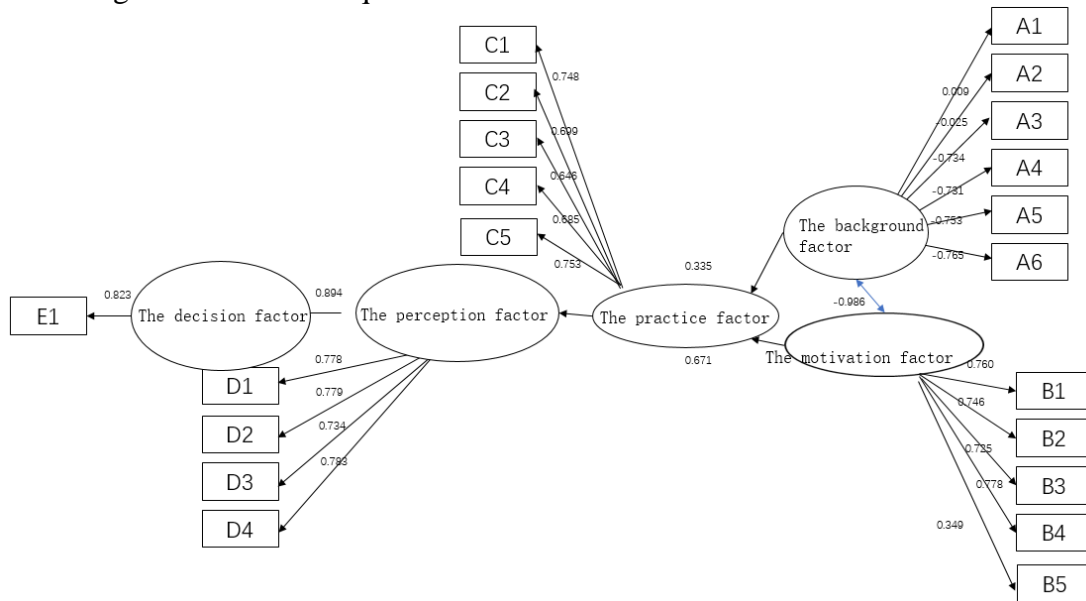 C1
C2
C3
C4
C5
0.748
0.699
0.646
0.685
0.753
A1
A2
A3
A4
A5
A6
0.009
-0.025
-0.734
-0.731
-0.753
-0.765
The background
factor
0.335
-0.986
The practice factor
0.671
The motivation factor
The perception factor
0.894
The decision factor
0.823
E1
0.778
0.779
0.734
0.783
D1
D2
D3
D4
0.760
0.746
0.725
0.778
0.349
B1
B2
B3
B4
B5